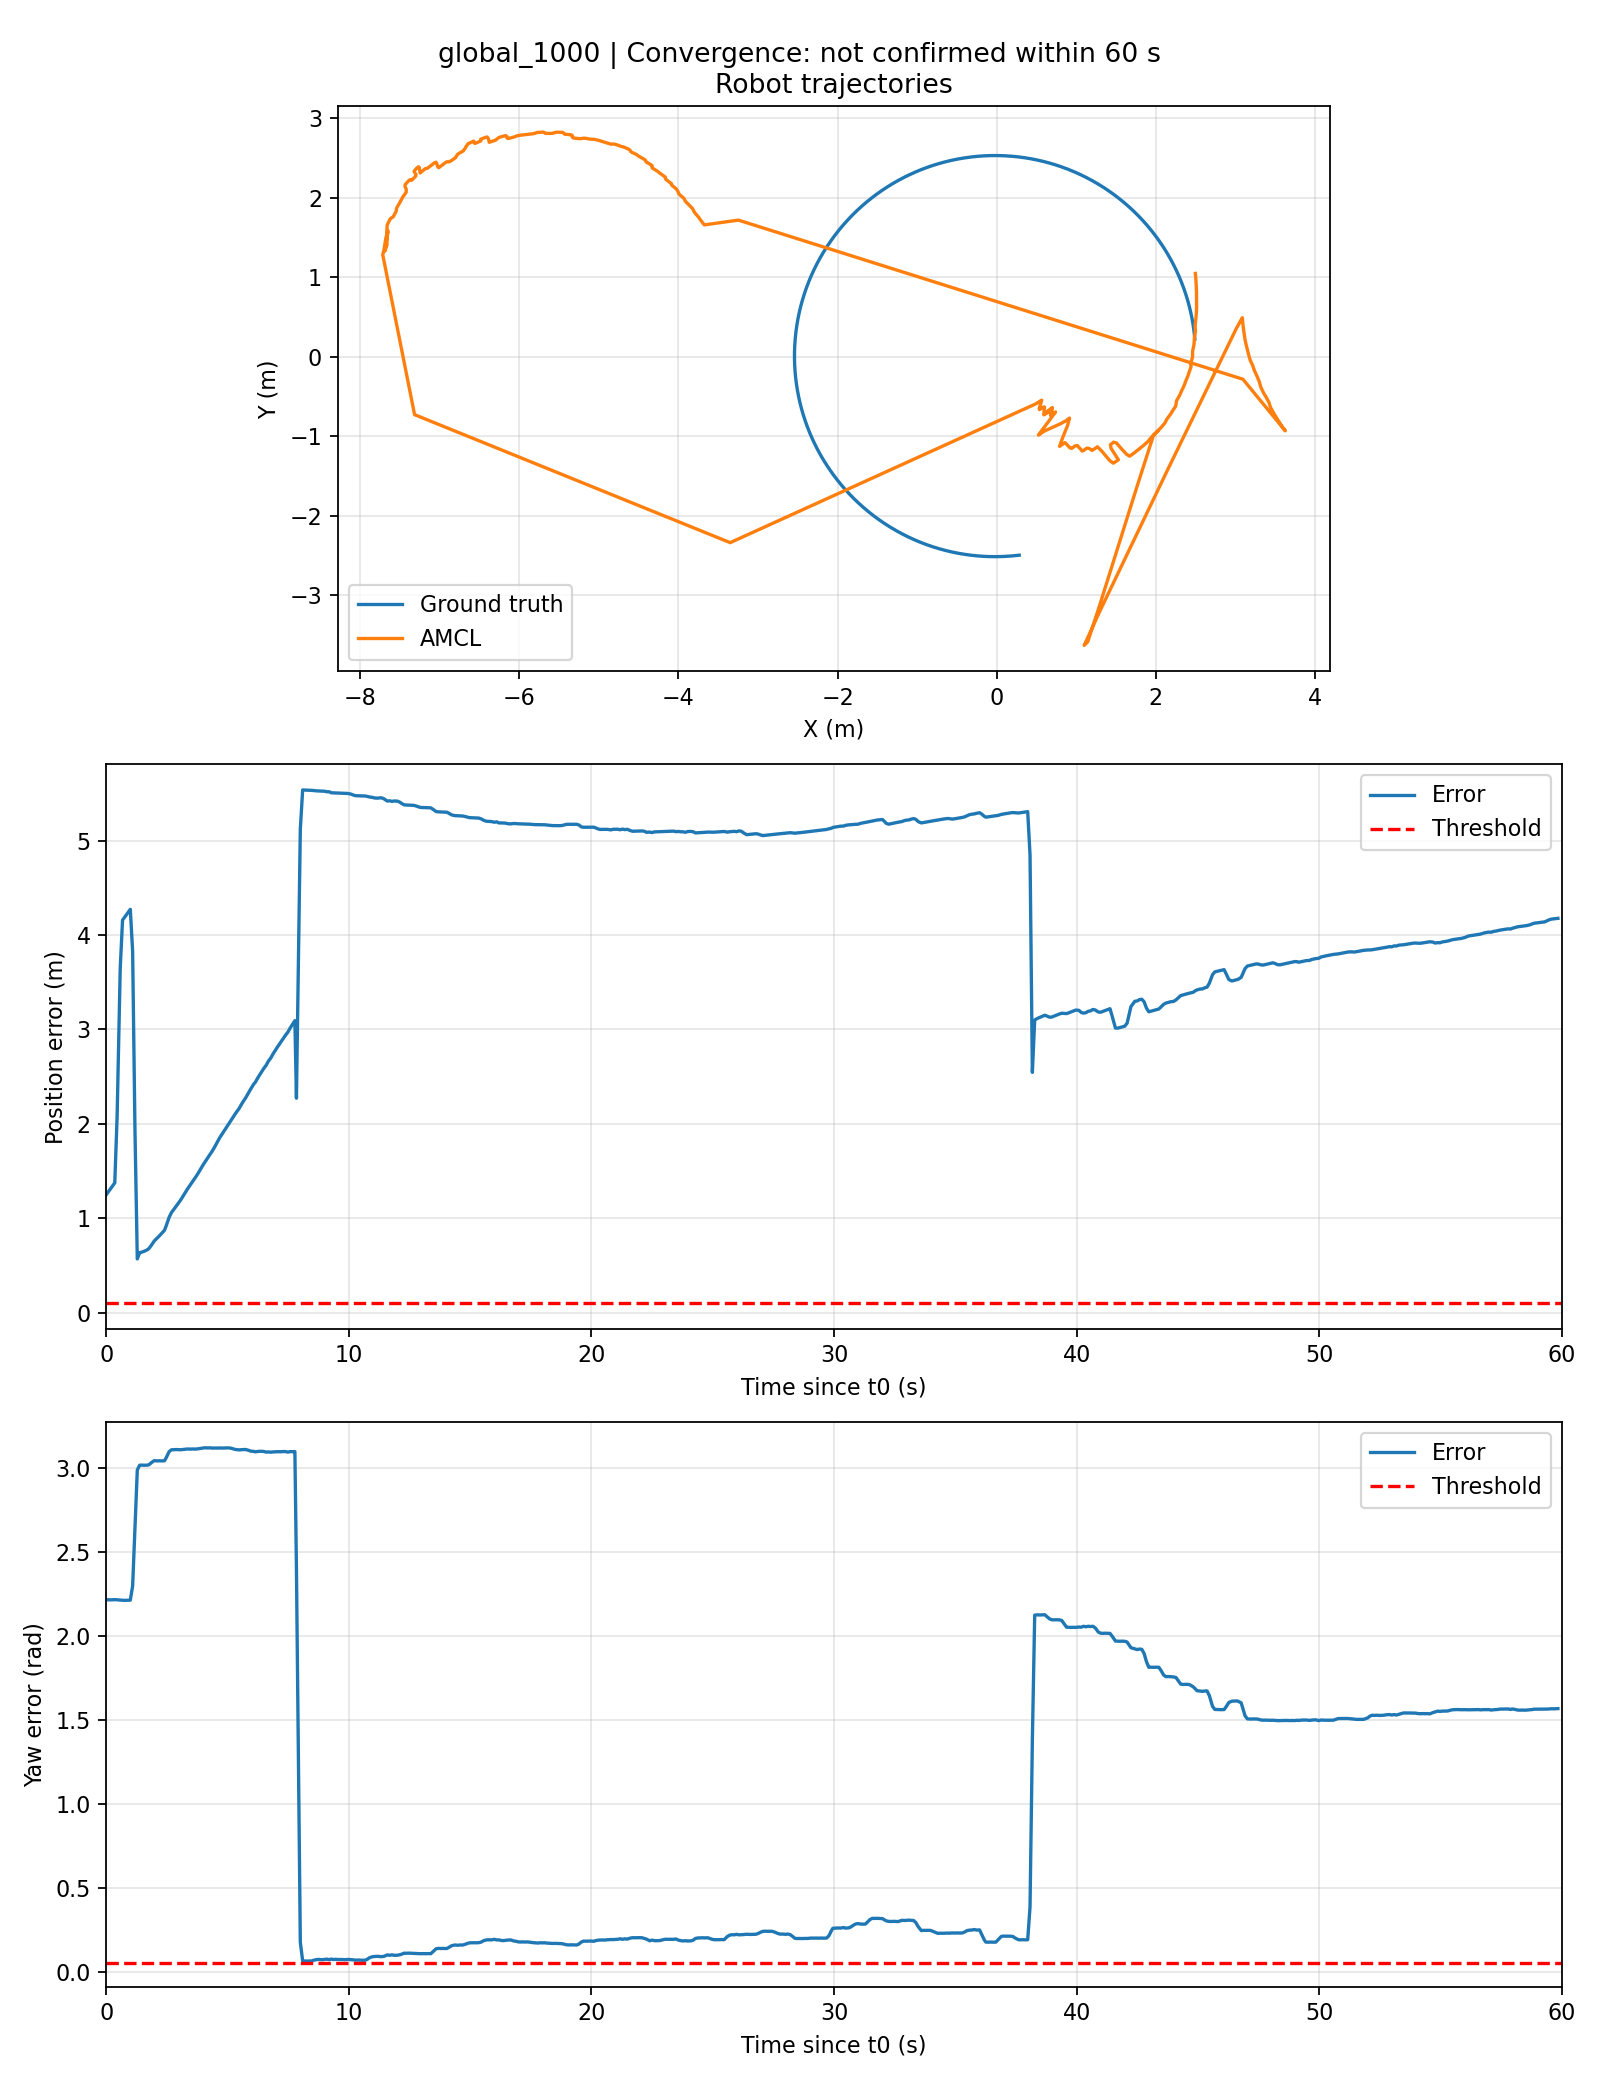 global_1000 | Convergence: not confirmed within 60 s
Robot trajectories
3
2
1
0
−1
−2
−3
Y (m)
Ground truth
AMCL
−8
−6
−4
−2
0
2
4
X (m)
Error
Threshold
5
4
3
2
1
0
Position error (m)
0
10
20
30
40
50
60
Time since t0 (s)
Error
Threshold
3.0
2.5
2.0
1.5
1.0
0.5
0.0
Yaw error (rad)
0
10
20
30
40
50
60
Time since t0 (s)